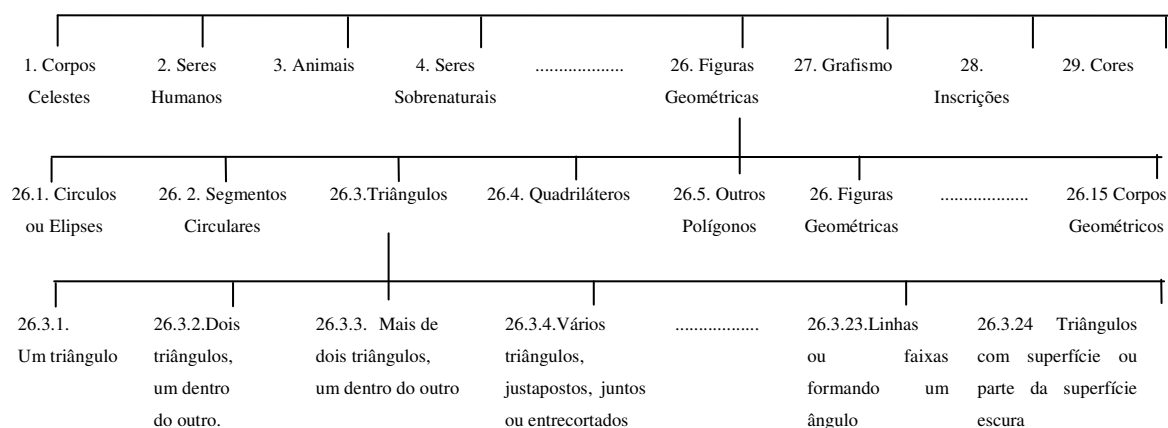 1. Corpos
Celestes
2. Seres
Humanos
3. Animais
4. Seres
Sobrenaturais
...................
26. Figuras
Geométricas
27. Grafismo
28.
Inscrições
29. Cores
26.1. Circulos
ou Elipses
26. 2. Segmentos
Circulares
26.3.Triângulos
26.4. Quadriláteros
26.5. Outros
Polígonos
26. Figuras
Geométricas
...................
26.15 Corpos
Geométricos
26.3.1.
Um triângulo
26.3.2.Dois
triângulos,
um dentro
do outro.
26.3.3. Mais de
dois triângulos,
um dentro do outro
26.3.4.Vários
triângulos,
justapostos, juntos
ou entrecortados
..................
26.3.23.Linhas
ou faixas
formando um
ângulo
26.3.24 Triângulos
com superfície ou
parte da superfície
escura